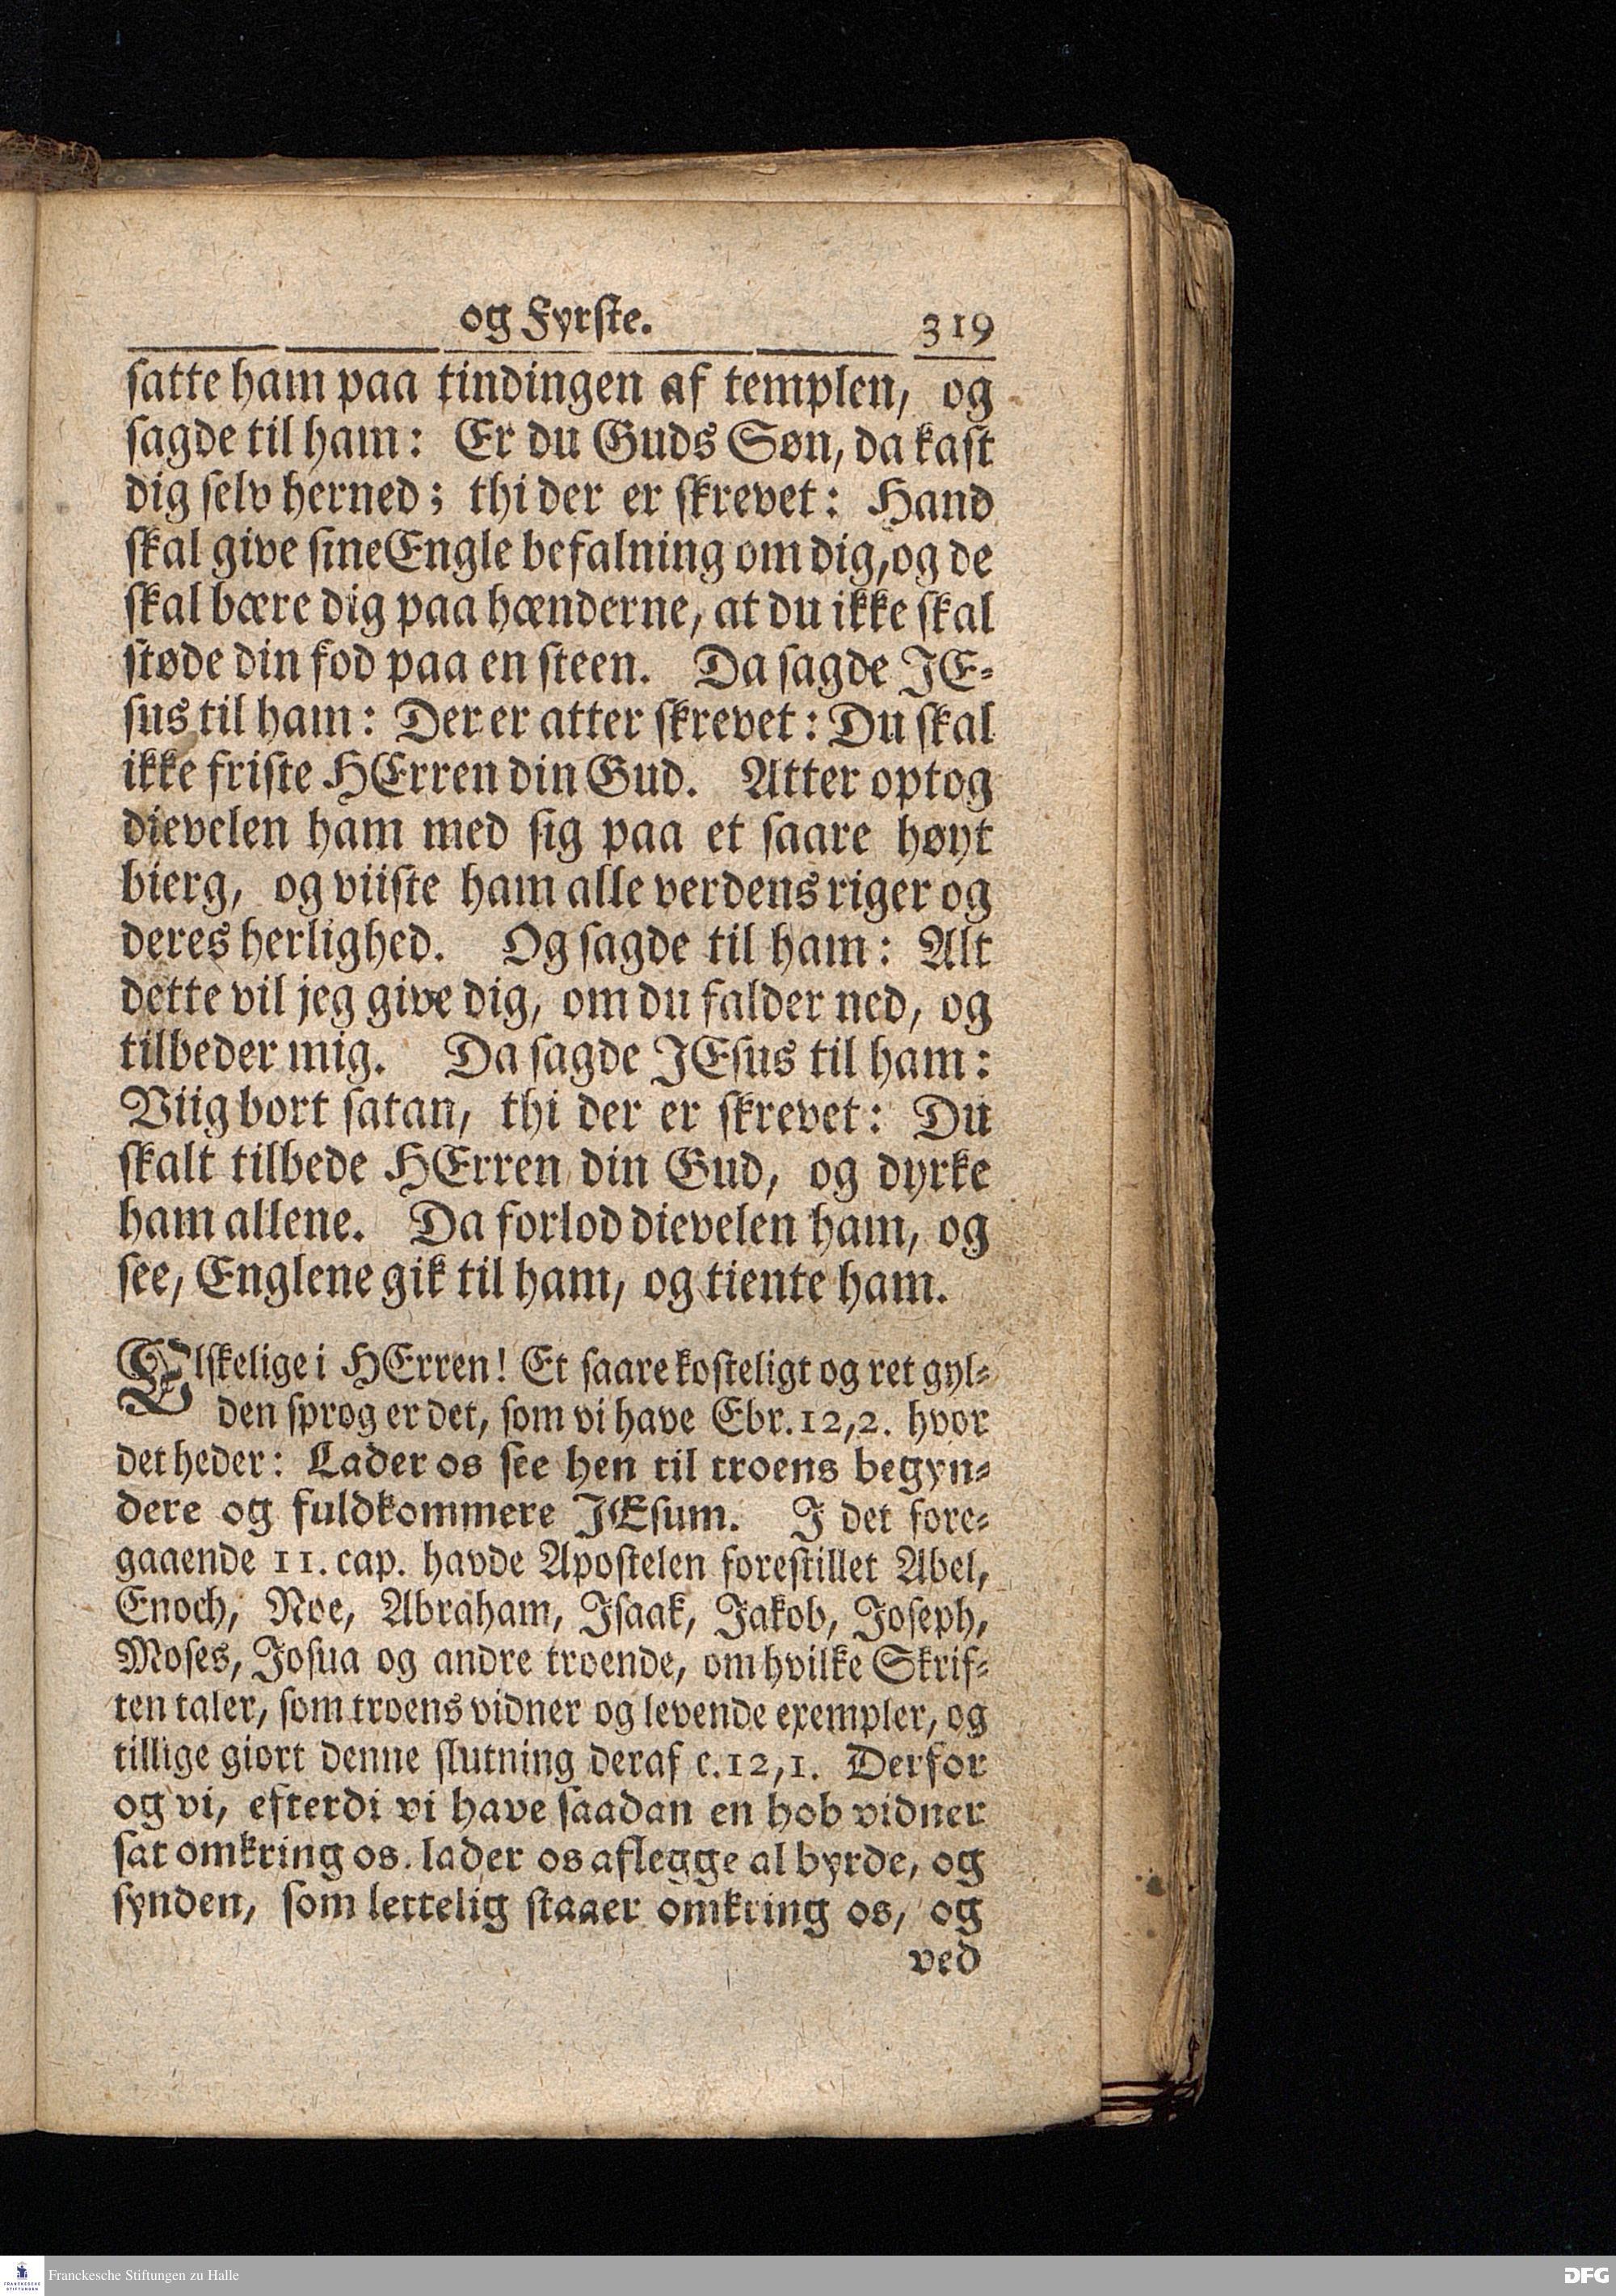 og Fyrste. 319
satte ham paa tindingen af templen, og
sagde til ham: Er du Guds Søn, da kast
dig selv herned; thi der er skrevet: Hand
skal give sine Engle befalning om dig, og de
skal bære dig paa hænderne, at du ikke skal
støde din fod paa en steen. Da sagde JE-
sus til ham: Der er atter skrevet: Du skal
ikke friste HErren din Gud. Atter optog
dievelen ham med sig paa et saare høyt
bierg, og viiste ham alle verdens riger og
deres herlighed. Og sagde til ham: Alt
dette vil jeg give dig, om du falder ned, og
tilbeder mig. Da sagde JEsus til ham:
Viig bort satan, thi der er skrevet: Du
skalt tilbede HErren din Gud, og dyrke
ham allene. Da forlod dievelen ham, og
see, Englene gik til ham, og tiente ham.
Elskelige i HErren! Et saare kosteligt og ret gyl-
den sprog er det, som vi have Ebr. 12,2. hvor
det heder: Lader os see hen til troens begyn-
dere og fuldkommere JEsum. I det fore-
gaaende 11. cap. havde Apostelen forestillet Abel,
Enoch, Noe, Abraham, Isaak, Jakob, Joseph,
Moses, Josua og andre troende, om hvilke Skrif-
ten taler, som troens vidner og levende exempler, og
tillige giort denne slutning deraf c. 12,1. Derfor
og vi, efterdi vi have saadan en hob vidner
sat omkring os. lader os aflegge al byrde, og
synden, som lettelig staaer omkring os, og
ved
FRANCKESCHE STIFTUNGEN
Franckesche Stiftungen zu Halle
DFG